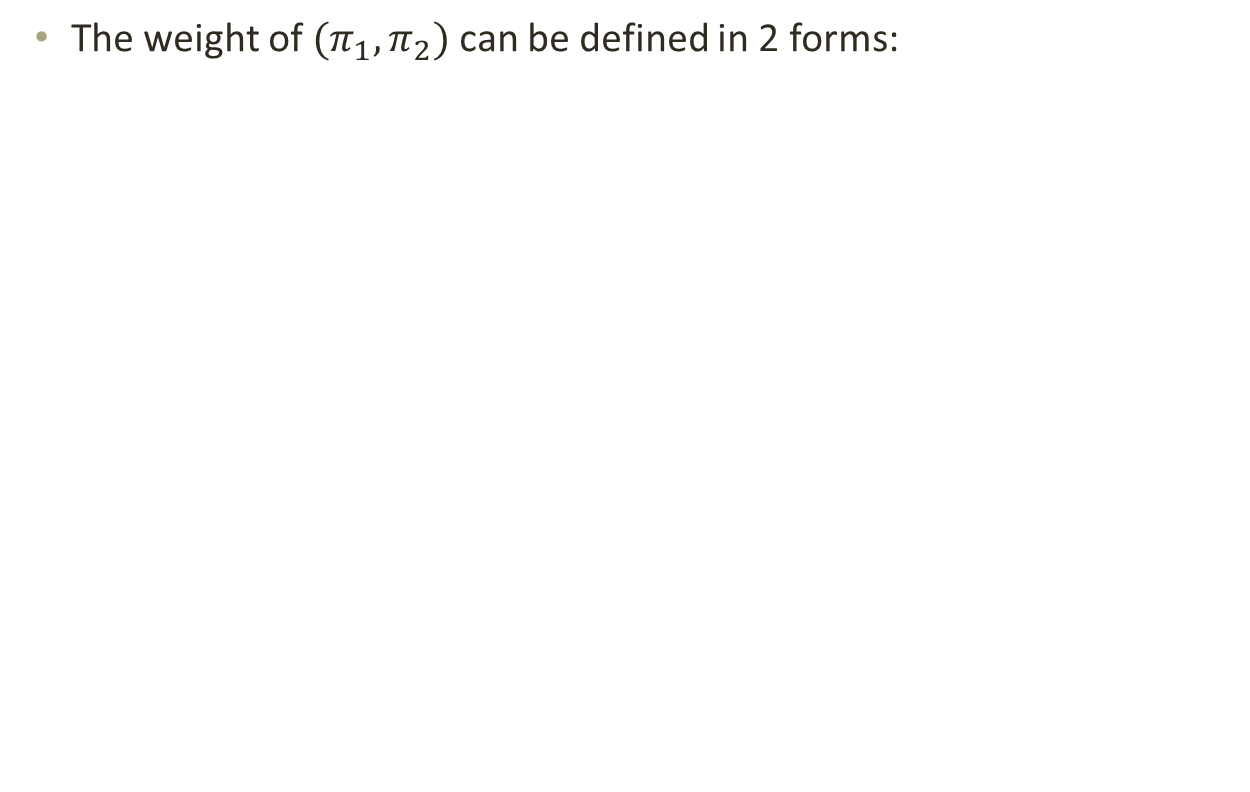 • The weight of (𝜋₁, 𝜋₂) can be defined in 2 forms: